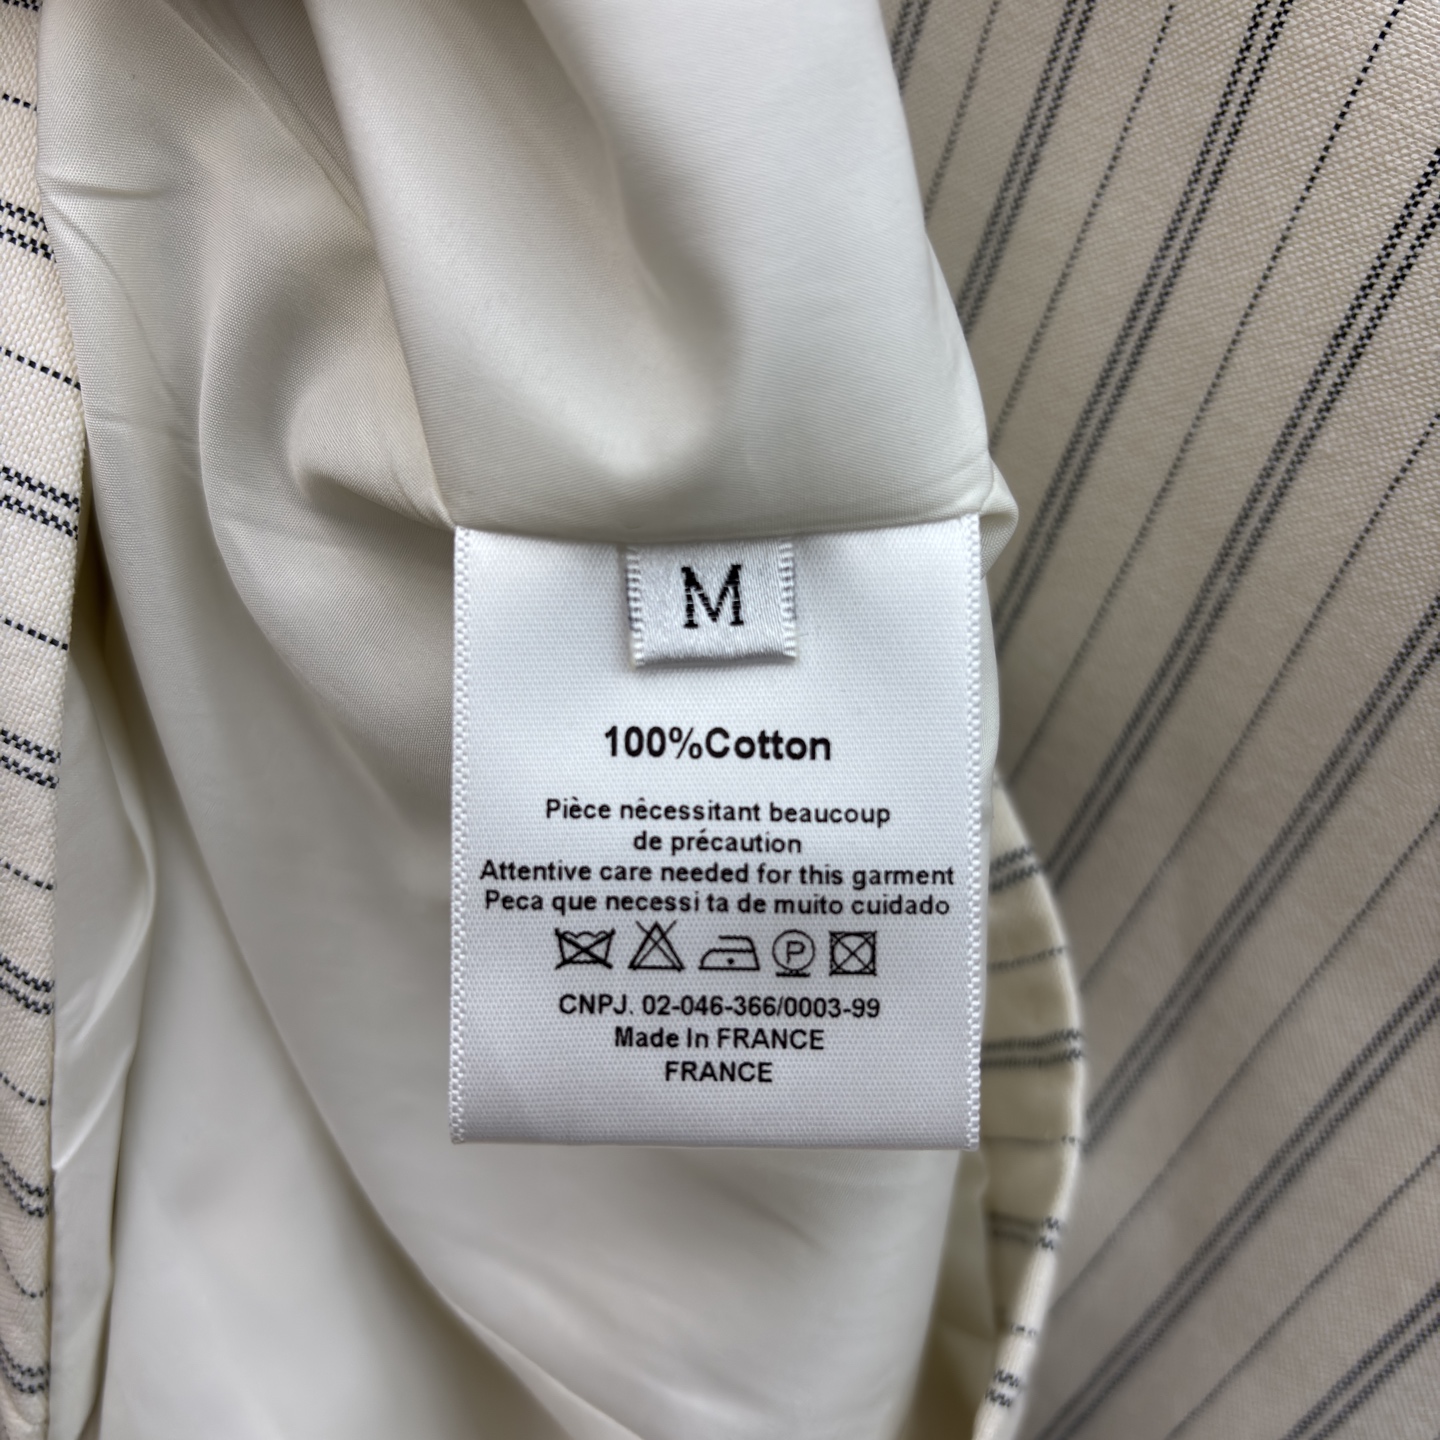 M
100%Cotton
Pièce nêcessitant beaucoup
de précaution
Attentive care needed for this garment
Peca que necessi ta de muito cuidado
P
CNPJ. 02-046-366/0003-99
Made In FRANCE
FRANCE